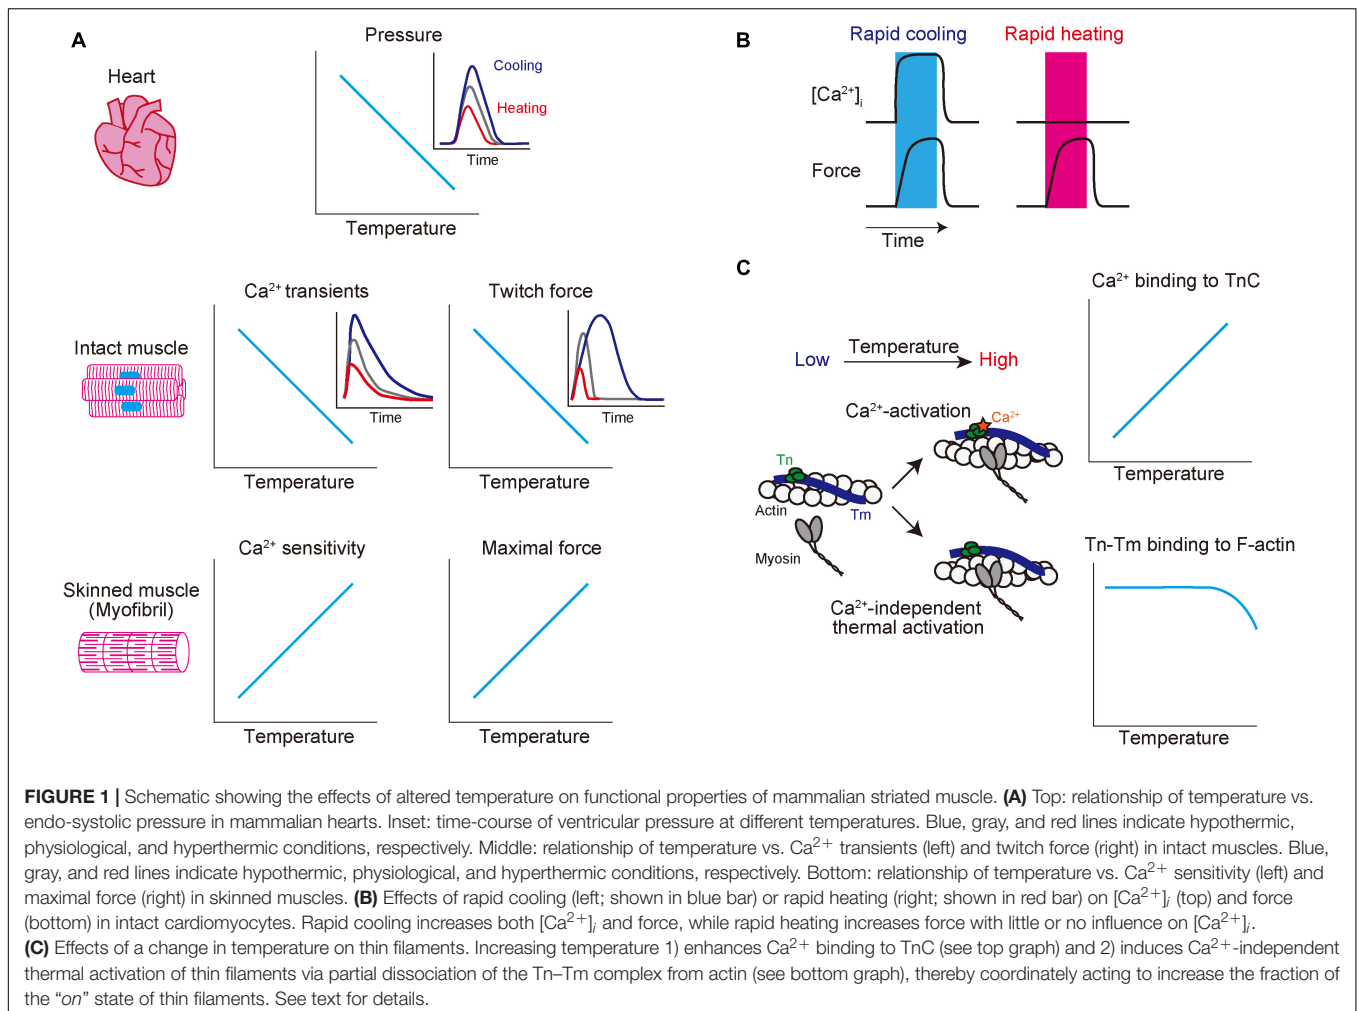 A
Heart
Pressure
Cooling
Heating
Time
Temperature
Intact muscle
Ca²⁺ transients
Time
Temperature
Twitch force
Time
Temperature
Skinned muscle
(Myofibril)
Ca²⁺ sensitivity
Temperature
Maximal force
Temperature
B
Rapid cooling
Rapid heating
[Ca²⁺]i
Force
Time
C
Low
Temperature
High
Ca²⁺-activation
Ca²⁺
Tn
Actin
Tm
Myosin
Ca²⁺-independent
thermal activation
Ca²⁺ binding to TnC
Temperature
Tn-Tm binding to F-actin
Temperature
FIGURE 1 | Schematic showing the effects of altered temperature on functional properties of mammalian striated muscle. (A) Top: relationship of temperature vs.
endo-systolic pressure in mammalian hearts. Inset: time-course of ventricular pressure at different temperatures. Blue, gray, and red lines indicate hypothermic,
physiological, and hyperthermic conditions, respectively. Middle: relationship of temperature vs. Ca²⁺ transients (left) and twitch force (right) in intact muscles. Blue,
gray, and red lines indicate hypothermic, physiological, and hyperthermic conditions, respectively. Bottom: relationship of temperature vs. Ca²⁺ sensitivity (left) and
maximal force (right) in skinned muscles. (B) Effects of rapid cooling (left; shown in blue bar) or rapid heating (right; shown in red bar) on [Ca²⁺]i (top) and force
(bottom) in intact cardiomyocytes. Rapid cooling increases both [Ca²⁺]i and force, while rapid heating increases force with little or no influence on [Ca²⁺]i.
(C) Effects of a change in temperature on thin filaments. Increasing temperature 1) enhances Ca²⁺ binding to TnC (see top graph) and 2) induces Ca²⁺-independent
thermal activation of thin filaments via partial dissociation of the Tn–Tm complex from actin (see bottom graph), thereby coordinately acting to increase the fraction of
the “on” state of thin filaments. See text for details.